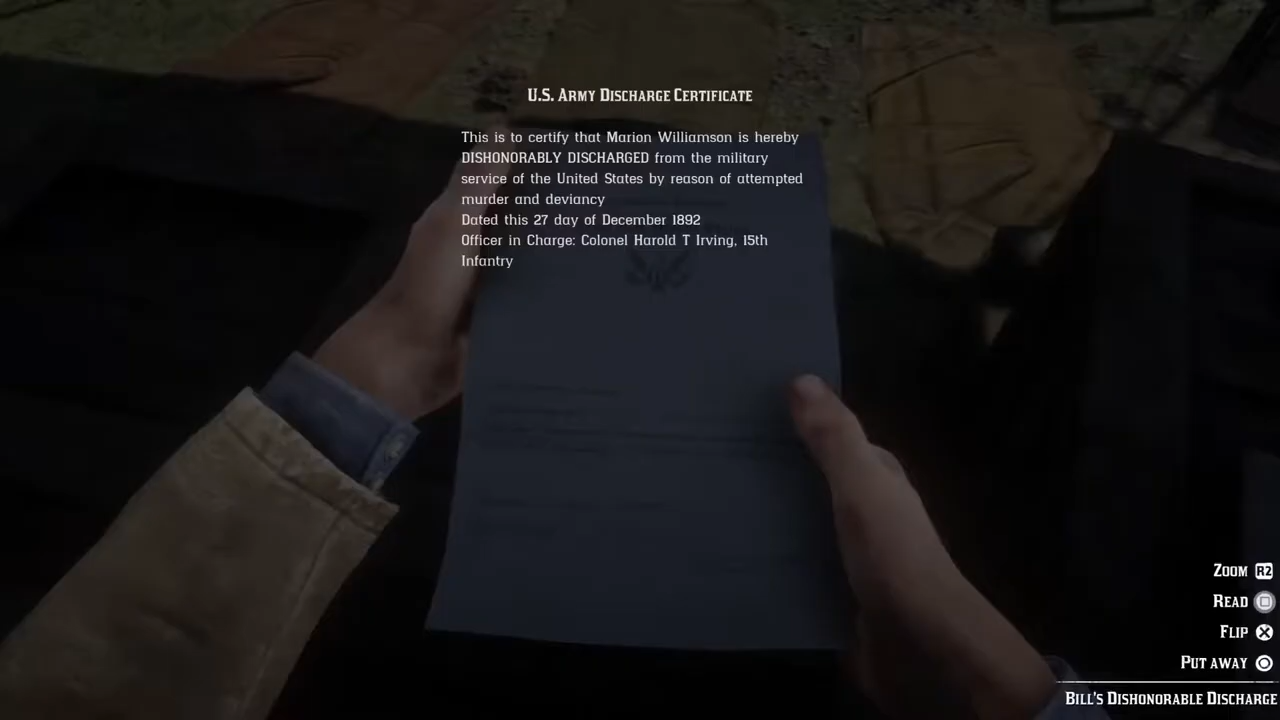 U.S. Army Discharge Certificate
This is to certify that Marion Williamson is hereby
DISHONORABLY DISCHARGED from the military
service of the United States by reason of attempted
murder and deviancy
Dated this 27 day of December 1892
Officer in Charge: Colonel Harold T Irving, 15th
Infantry
Zoom R2
Read
Flip
Put away
Bill's Dishonorable Discharge